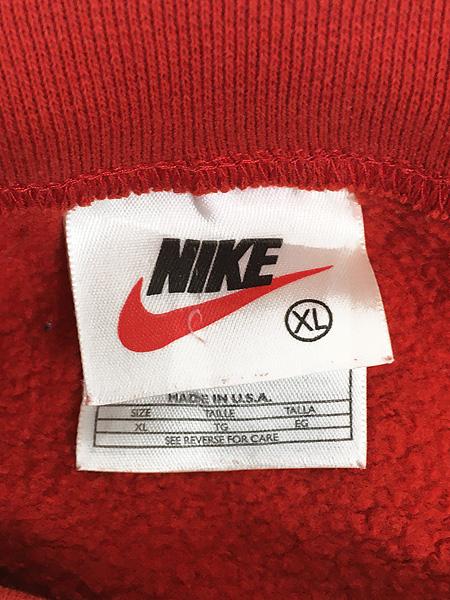 NIKE
XL
MADE IN U.S.A.
SIZE TAILLE TALLA
XL TG EG
SEE REVERSE FOR CARE